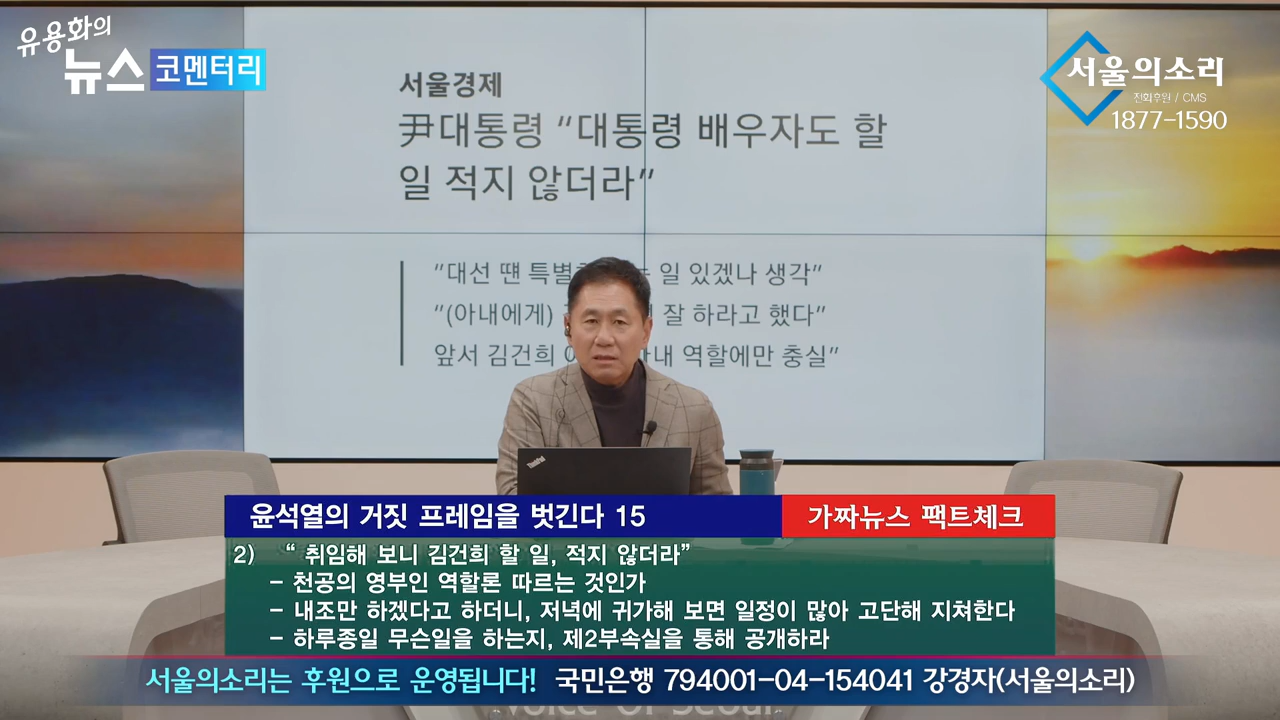 유용화의
뉴스 코멘터리
서울의소리
전화후원 / CMS
1877-1590
서울경제
尹대통령 “대통령 배우자도 할
일 적지 않더라”
“대선 땐 특별 일 있겠나 생각”
“(아내에게) 잘 하라고 했다”
앞서 김건희 역할에만 충실”
ThinkPad
윤석열의 거짓 프레임을 벗긴다 15
가짜뉴스 팩트체크
2) “ 취임해 보니 김건희 할 일, 적지 않더라”
- 천공의 영부인 역할론 따르는 것인가
- 내조만 하겠다고 하더니, 저녁에 귀가해 보면 일정이 많아 고단해 지쳐한다
- 하루종일 무슨일을 하는지, 제2부속실을 통해 공개하라
서울의소리는 후원으로 운영됩니다! 국민은행 794001-04-154041 강경자(서울의소리)
Voice Of Seoul